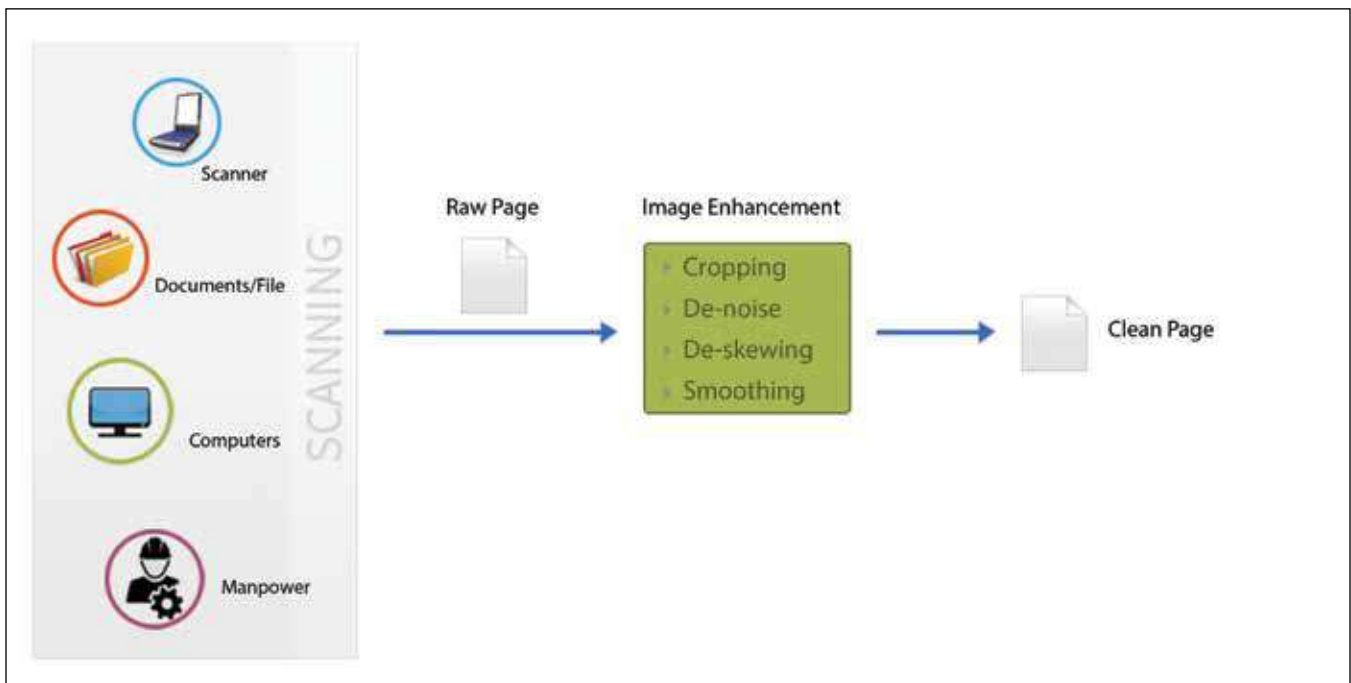 Scanner
Documents/File
Computers
Manpower
SCANNING
Raw Page
Image Enhancement
Cropping
De-noise
De-skewing
Smoothing
Clean Page